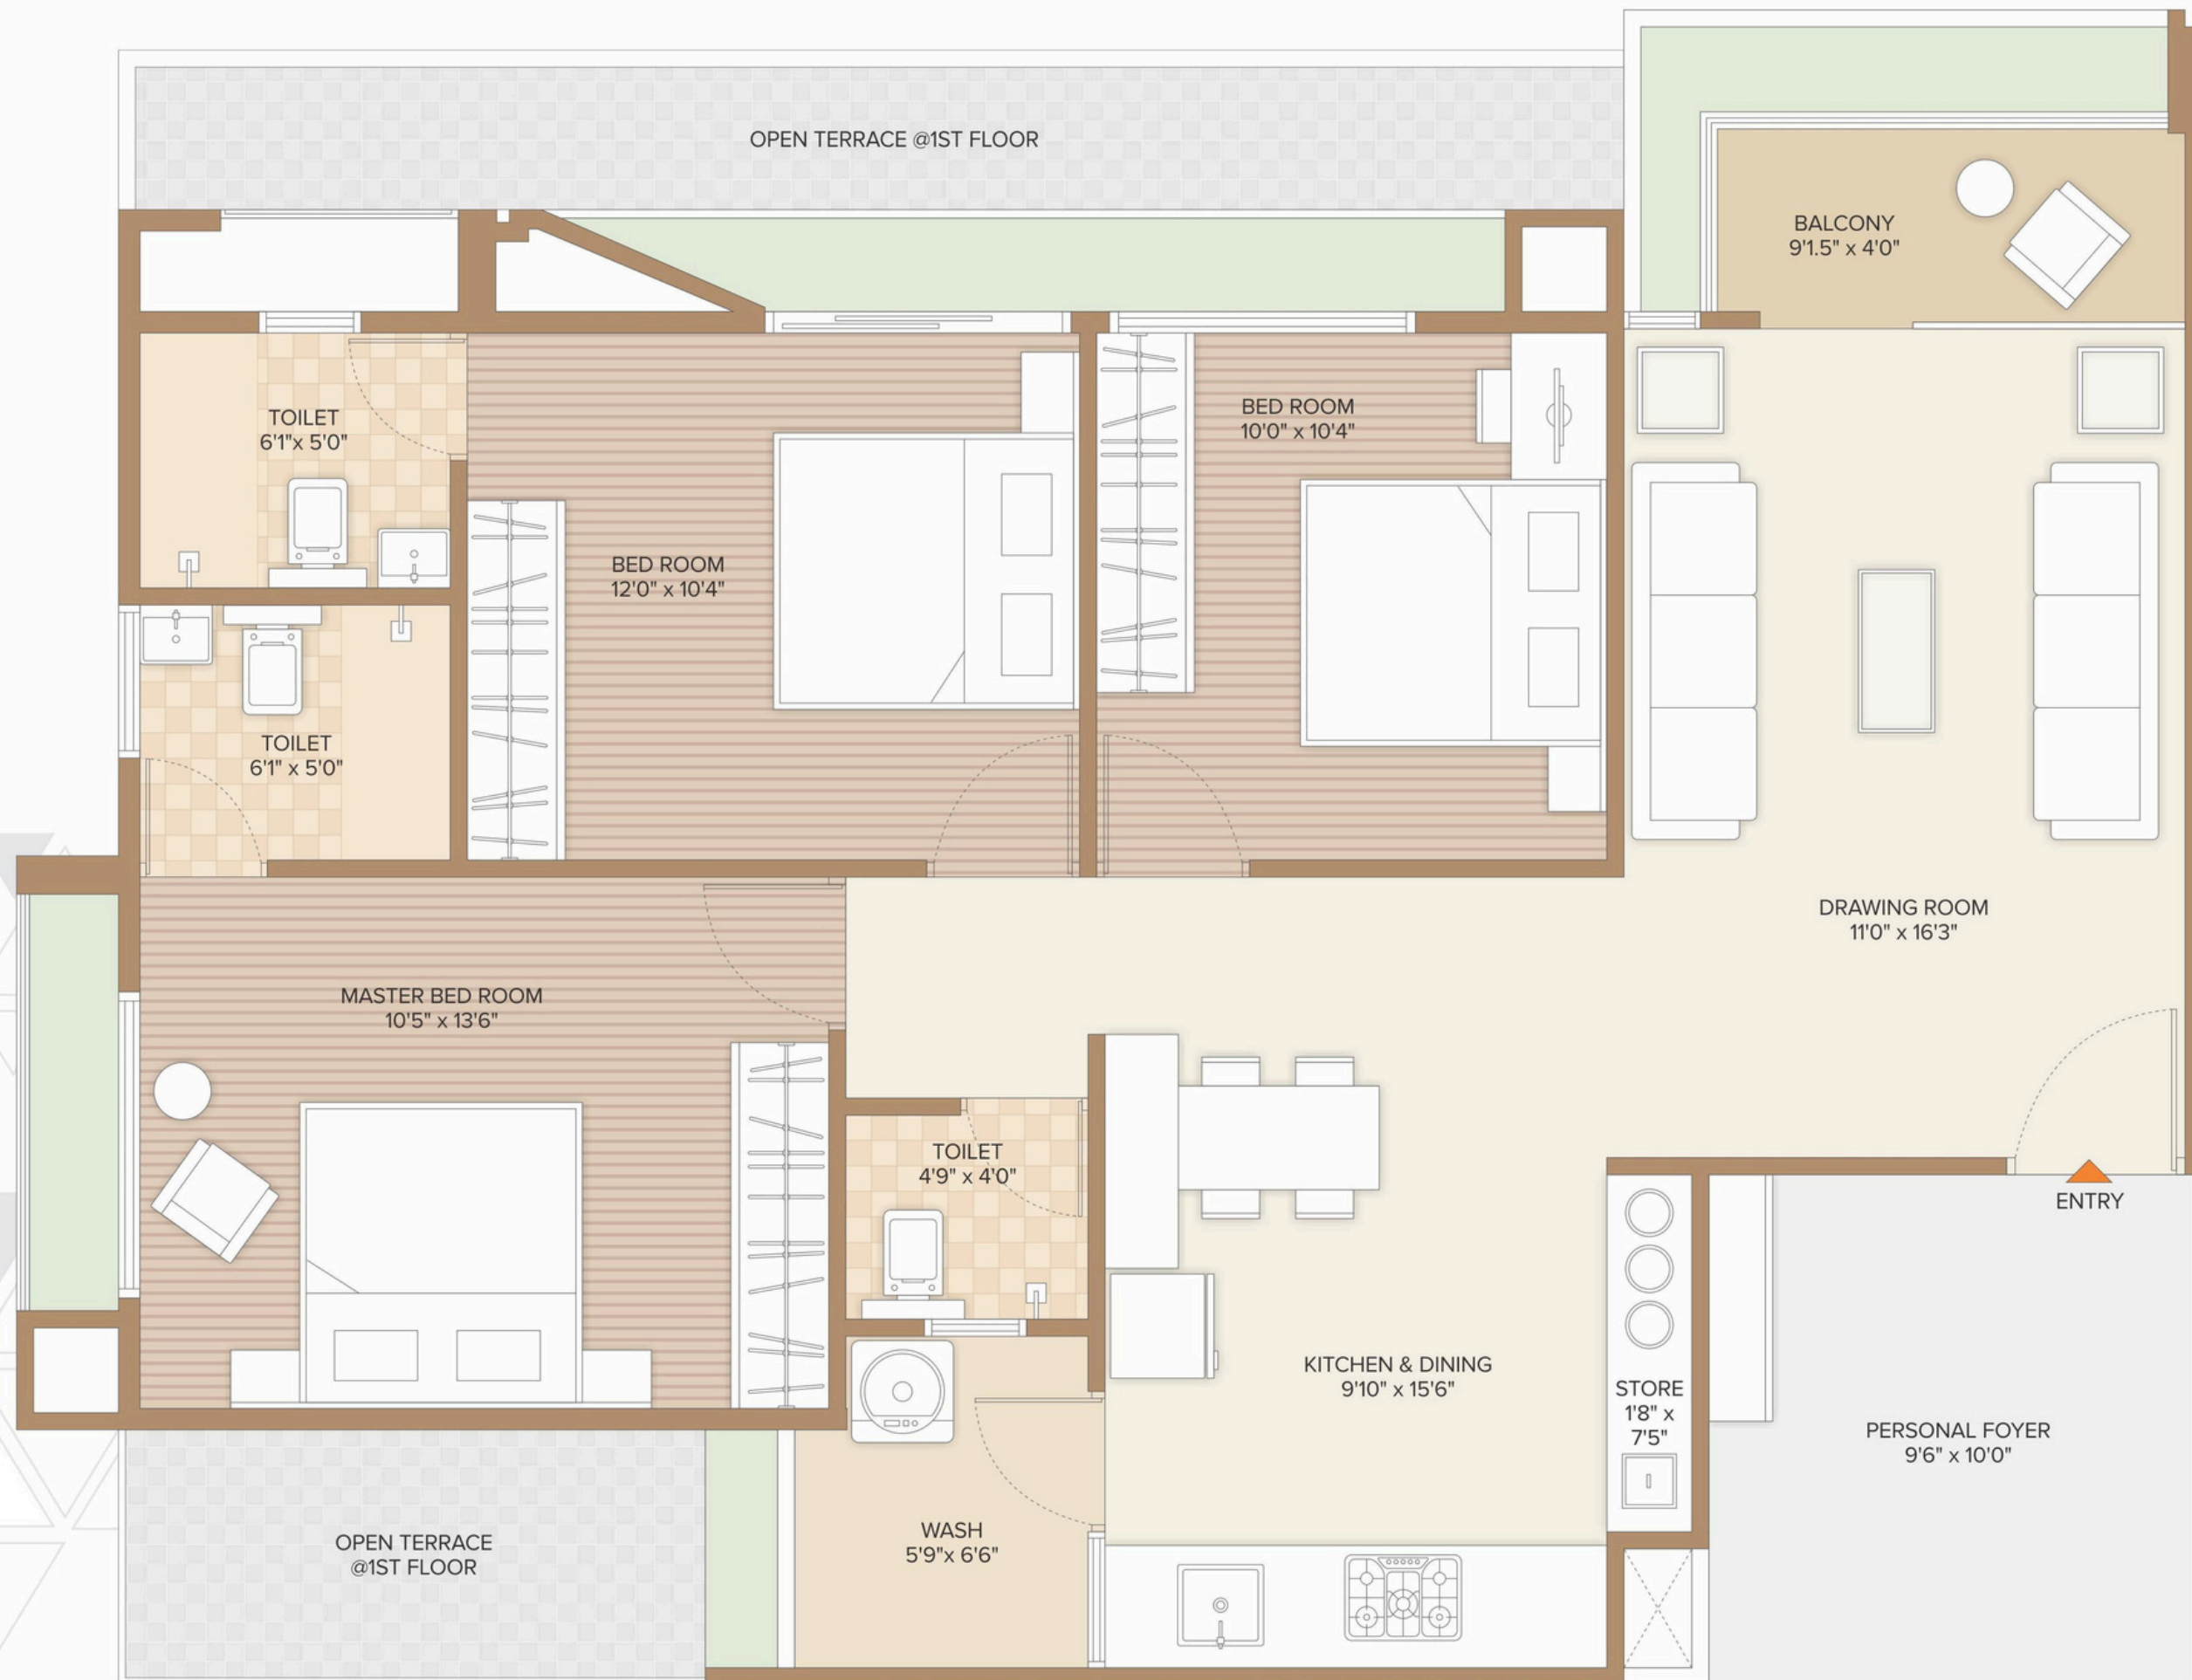 OPEN TERRACE @1ST FLOOR
BALCONY
9'1.5" x 4'0"
TOILET
6'1"x 5'0"
BED ROOM
10'0" x 10'4"
BED ROOM
12'0" x 10'4"
TOILET
6'1" x 5'0"
DRAWING ROOM
11'0" x 16'3"
MASTER BED ROOM
10'5" x 13'6"
TOILET
4'9" x 4'0"
ENTRY
KITCHEN & DINING
9'10" x 15'6"
STORE
1'8" x
7'5"
PERSONAL FOYER
9'6" x 10'0"
OPEN TERRACE
@1ST FLOOR
WASH
5'9"x 6'6"